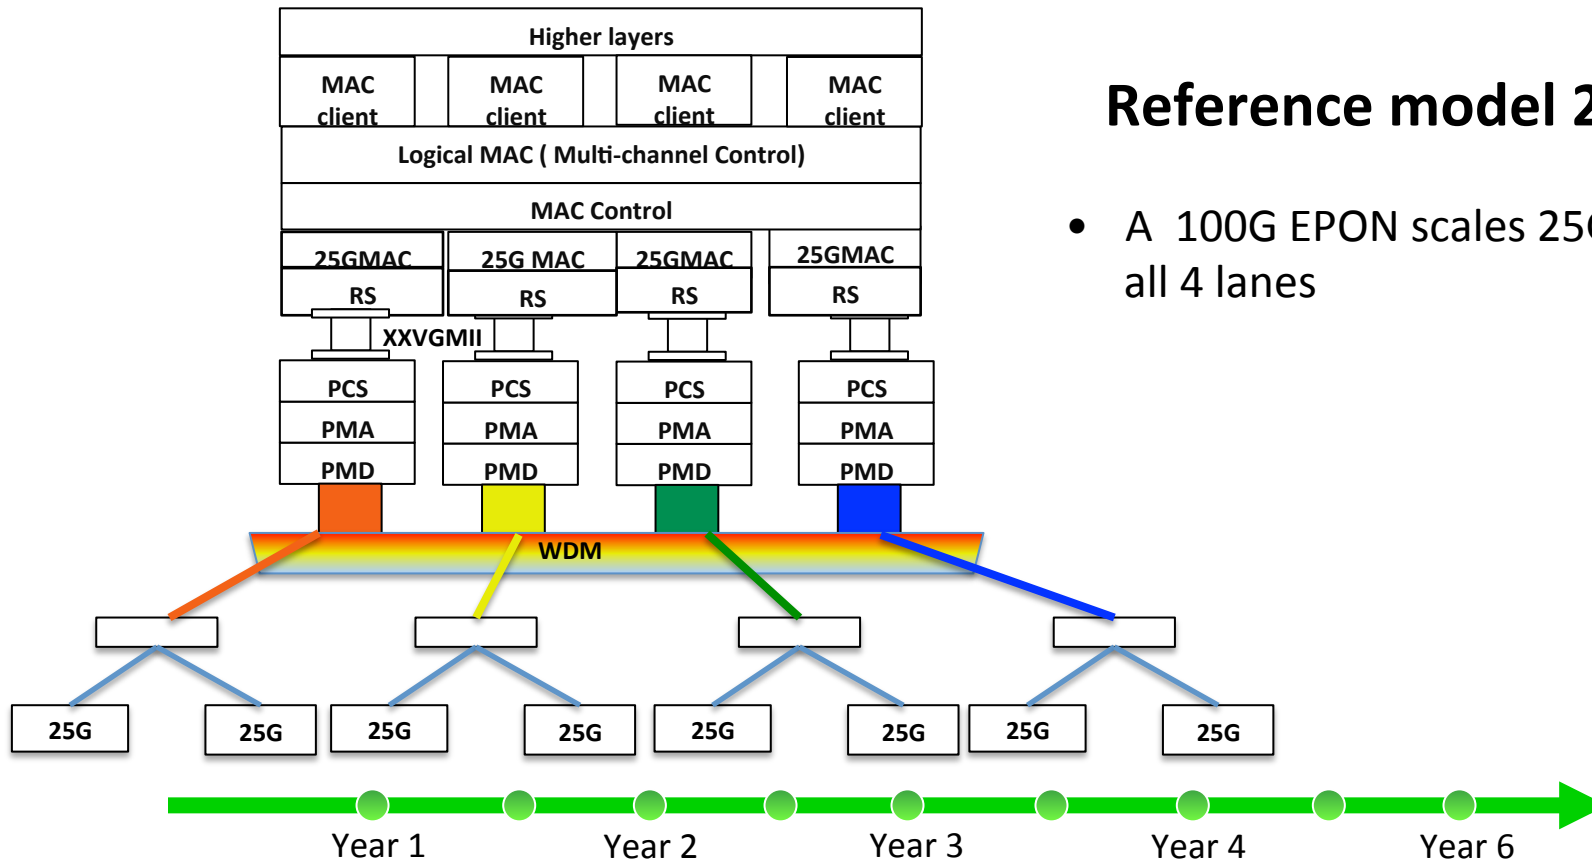 Higher layers
MAC client MAC client MAC client MAC client
Logical MAC ( Multi-channel Control)
MAC Control
25GMAC 25G MAC 25GMAC 25GMAC
RS RS RS RS
XXVGMII
PCS PCS PCS PCS
PMA PMA PMA PMA
PMD PMD PMD PMD
WDM
25G 25G 25G 25G 25G 25G 25G 25G
Year 1 Year 2 Year 3 Year 4 Year 6
Reference model 2
• A 100G EPON scales 25G
all 4 lanes